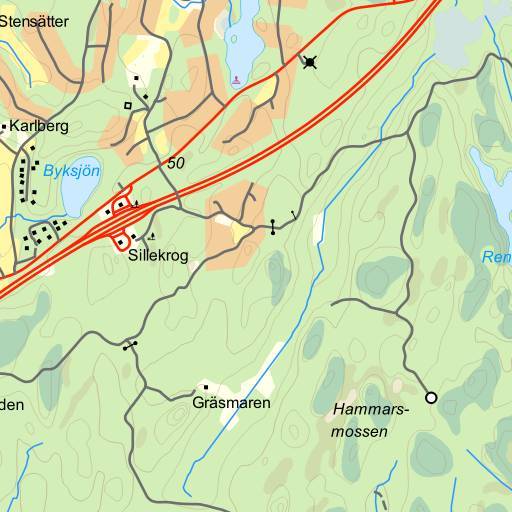 Stensätter
Karlberg
50
Byksjön
Sillekrog
Ren
Gräsmaren
den
Hammars-
mossen